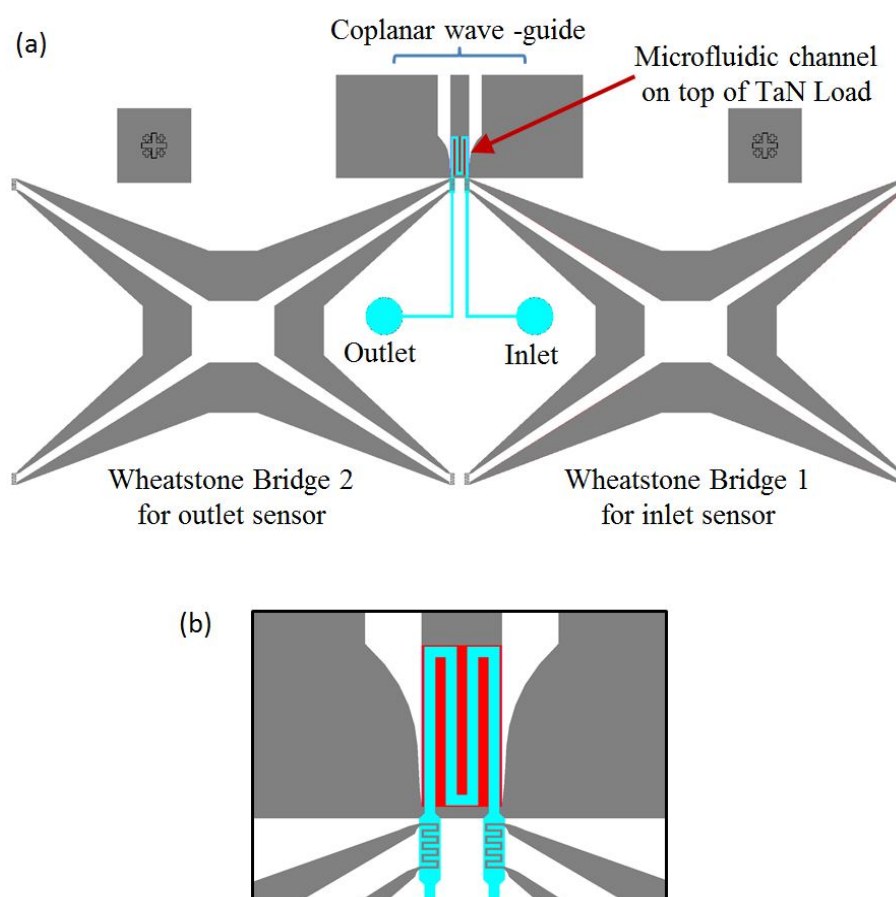 (a)
Coplanar wave -guide
Microfluidic channel
on top of TaN Load
Outlet
Inlet
Wheatstone Bridge 2
for outlet sensor
Wheatstone Bridge 1
for inlet sensor
(b)